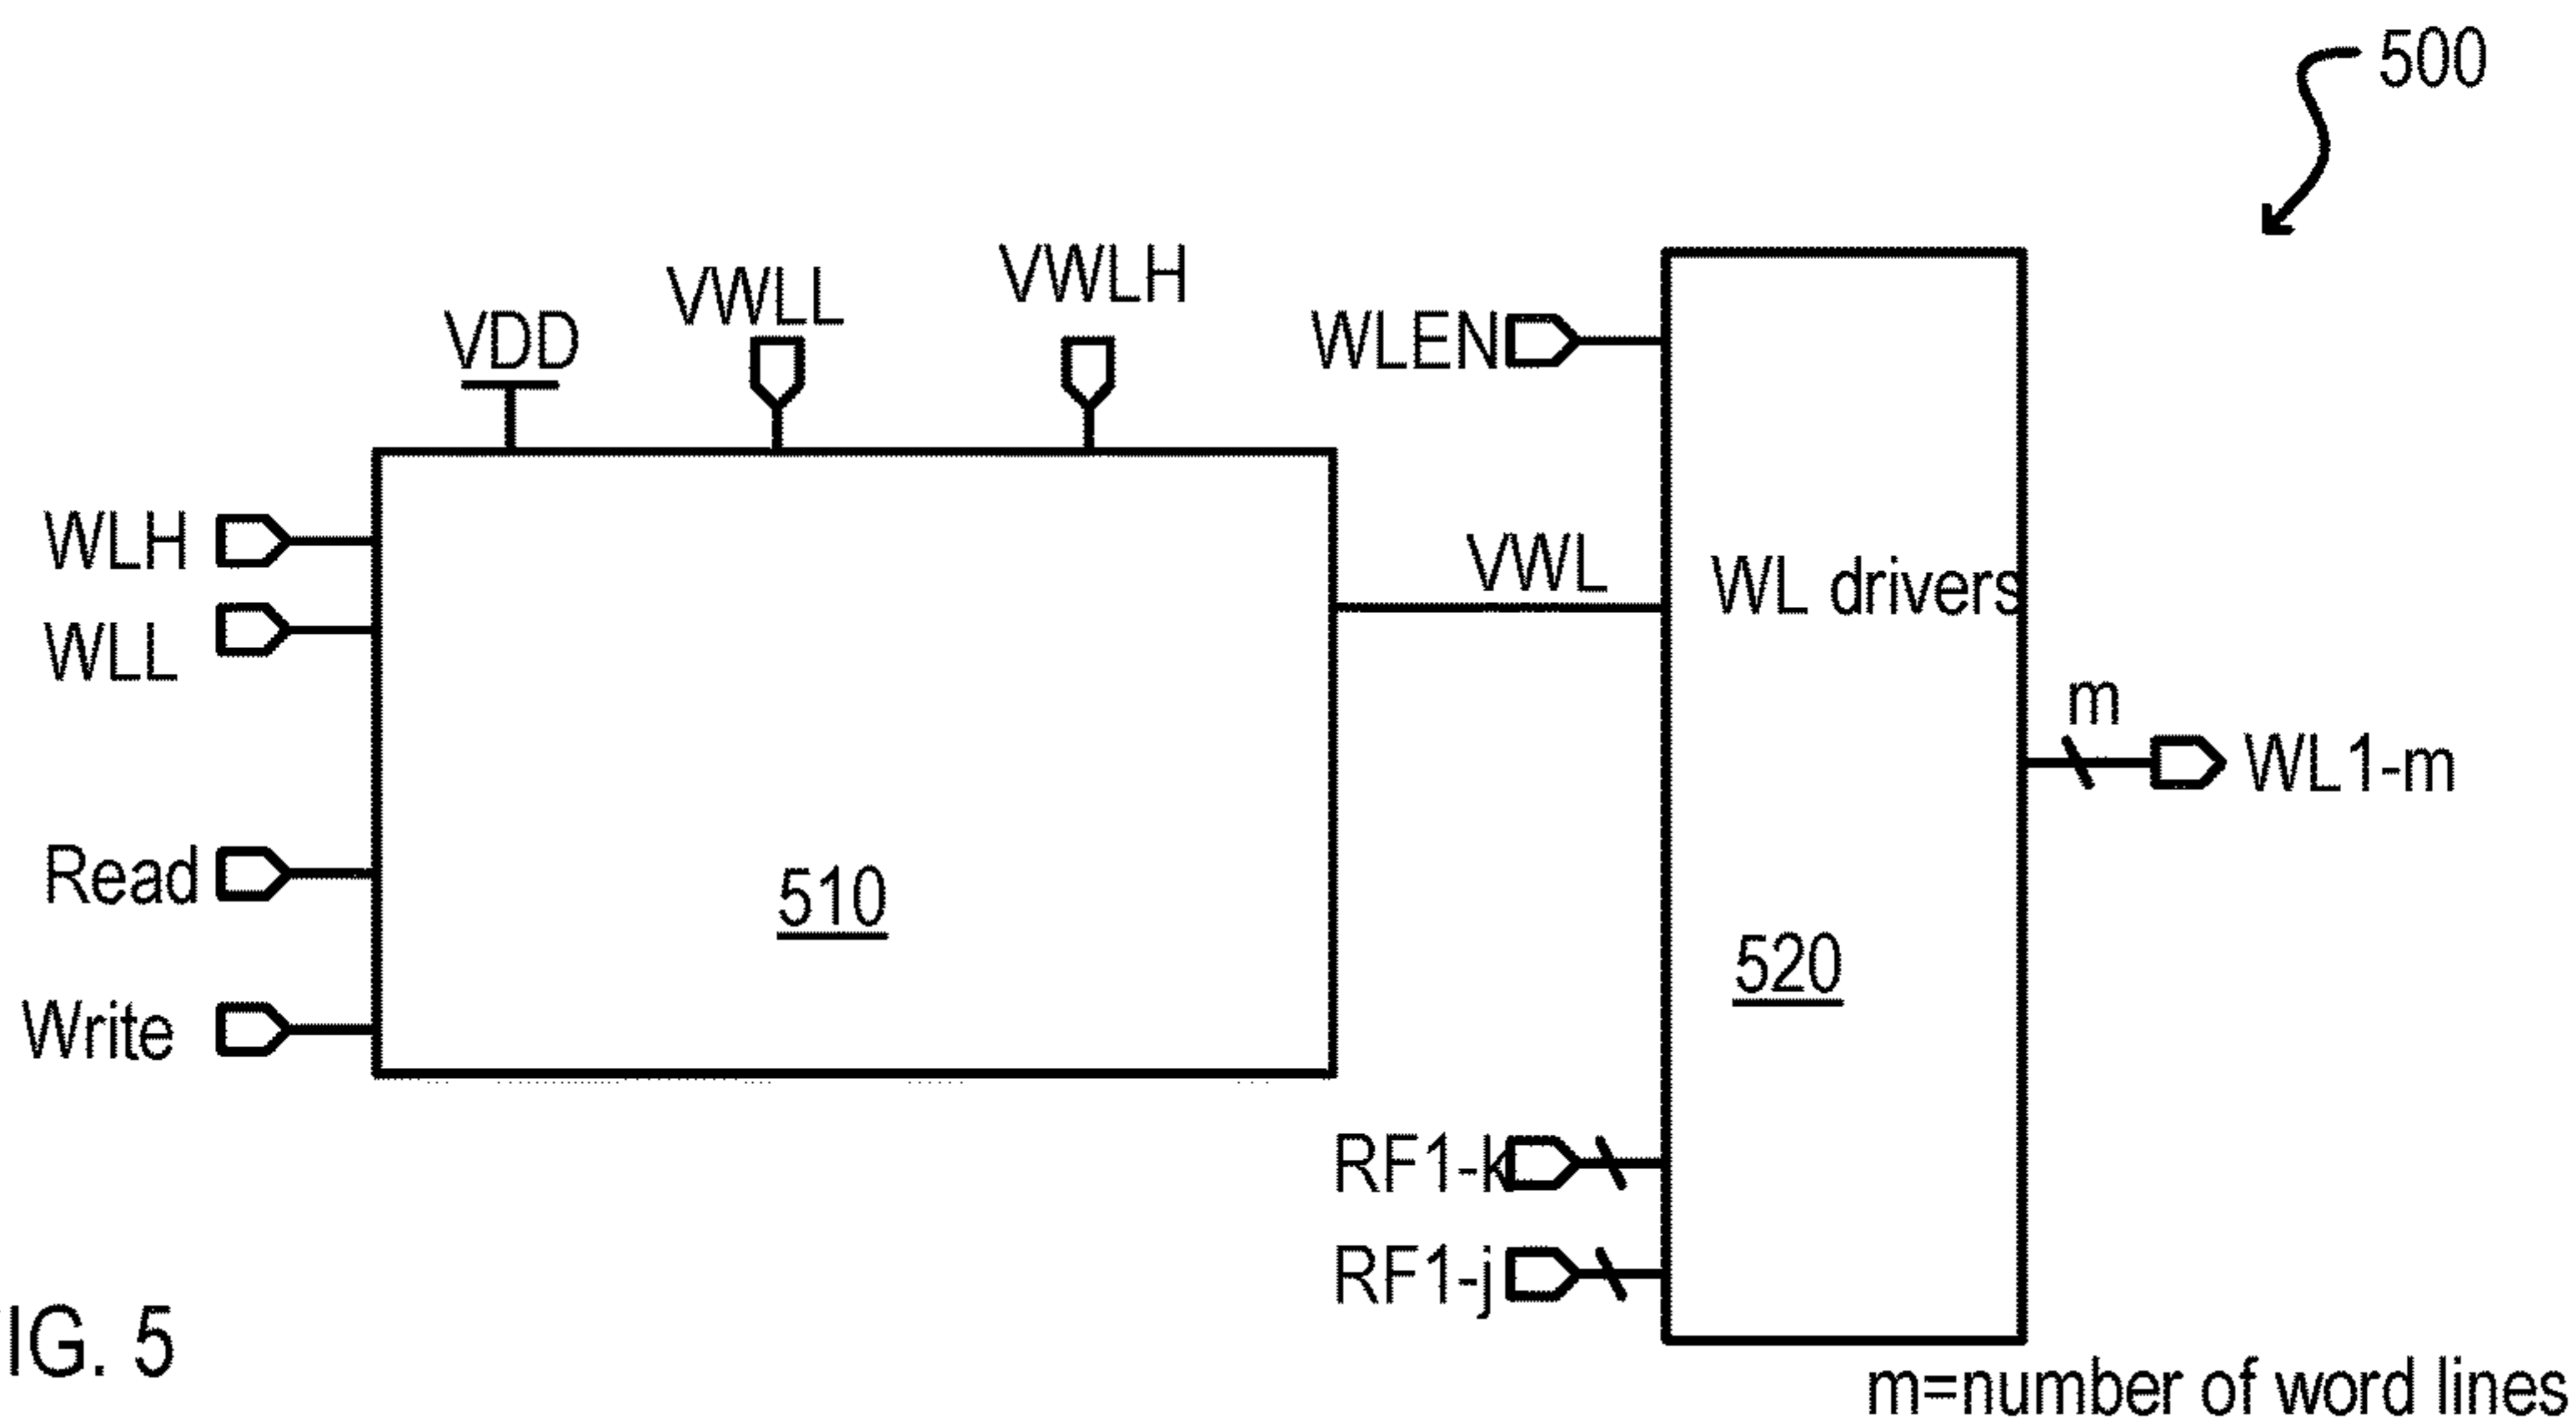 500
VWLH
VWLL
VDD
WLEN
WLH
VWL
WL drivers
WLL
m
WL1-m
Read
510
520
Write
RF1-k
RF1-j
IG. 5
m=number of word lines